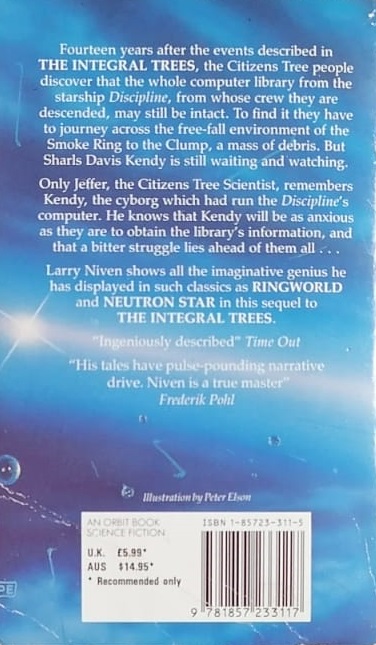 Fourteen years after the events described in
THE INTEGRAL TREES, the Citizens Tree people
discover that the whole computer library from the
starship Discipline, from whose crew they are
descended, may still be intact. To find it they have
to journey across the free-fall environment of the
Smoke Ring to the Clump, a mass of debris. But
Sharls Davis Kendy is still waiting and watching.
Only Jeffer, the Citizens Tree Scientist, remembers
Kendy, the cyborg which had run the Discipline's
computer. He knows that Kendy will be as anxious
as they are to obtain the library's information, and
that a bitter struggle lies ahead of them all . . .
Larry Niven shows all the imaginative genius he
has displayed in such classics as RINGWORLD
and NEUTRON STAR in this sequel to
THE INTEGRAL TREES.
"Ingeniously described" Time Out
"His tales have pulse-pounding narrative
drive. Niven is a true master"
Frederik Pohl
Illustration by Peter Elson
AN ORBIT BOOK
SCIENCE FICTION
ISBN 1-85723-311-5
U.K. £5.99*
AUS $14.95*
* Recommended only
9 781857 233117